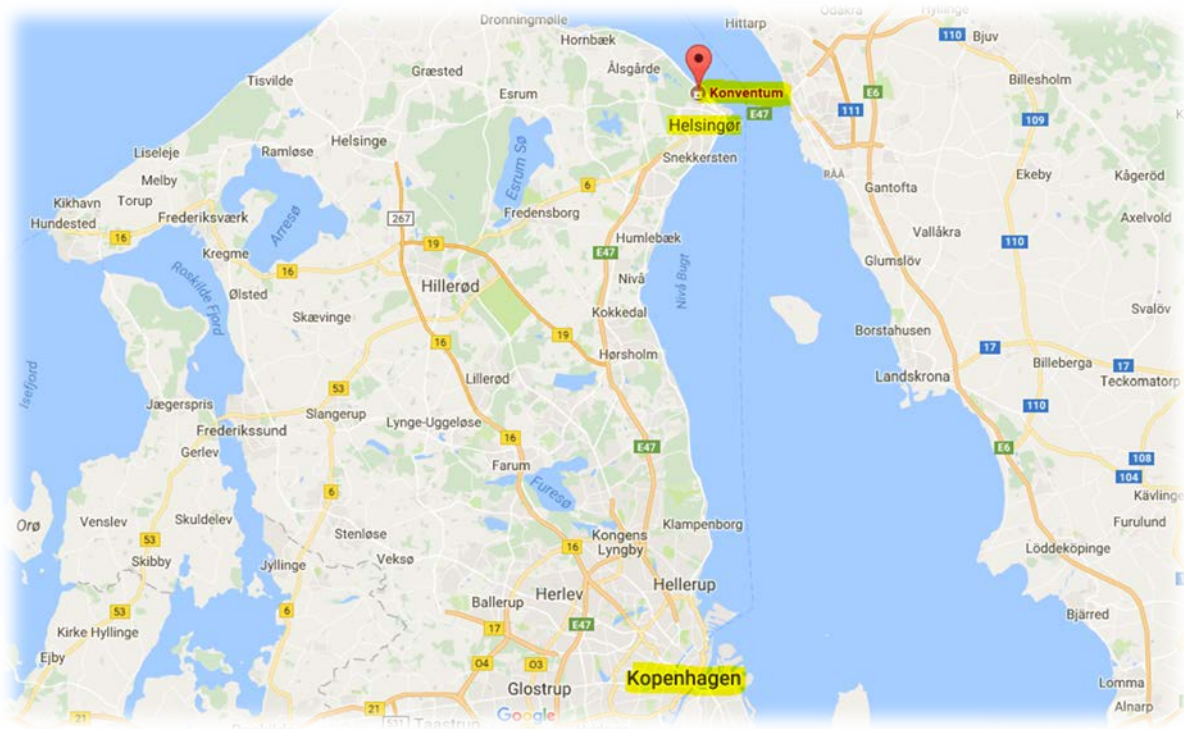 Dronningmølle
Hittarp
Ödåkra
Hyllinge
110
Bjuv
Hornbæk
Græsted
Ålsgårde
Tisvilde
Billesholm
Esrum
Konventum
E6
111
E47
109
Helsingør
Helsinge
Liseleje
Ramløse
Esrum Sø
Snekkersten
RÅÅ
Ekeby
Kågeröd
Melby
6
Gantofta
Kikhavn
Torup
Frederiksværk
Arresø
267
Fredensborg
Axelvold
Hundested
16
19
Humlebæk
Vallåkra
110
Kregme
E47
Glumslöv
16
Nivå
Nivå Bugt
Roskilde Fjord
Hillerød
Ølsted
Skævinge
Kokkedal
Svalöv
Borstahusen
16
19
Hørsholm
17
Billeberga
17
Isefjord
Lillerød
Landskrona
Teckomatorp
53
Jægerspris
Slangerup
Lynge-Uggeløse
110
Frederikssund
16
E47
E6
Gerlev
108
Farum
104
6
Furesø
Kävlinge
Orø
Venslev
Skuldelev
Klampenborg
Furulund
Stenløse
Kongens
Lyngby
53
16
Löddeköpinge
Skibby
Jyllinge
Veksø
Hellerup
Herlev
Ballerup
53
6
Bjärred
Kirke Hyllinge
17
E47
Ejby
O4
O3
Kopenhagen
Glostrup
Lomma
21
21
531
Taastrup
Google
Alnarp